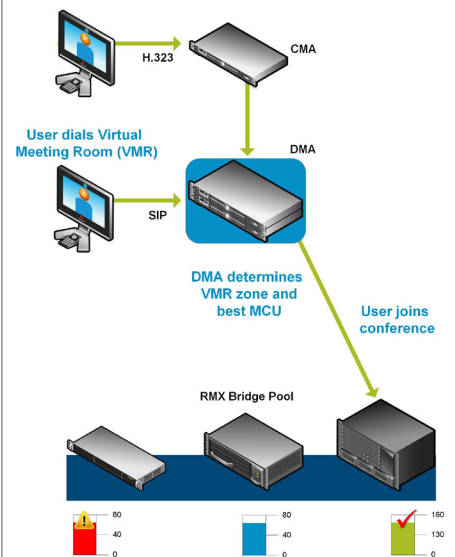 H.323
CMA
User dials Virtual
Meeting Room (VMR)
DMA
SIP
DMA determines
VMR zone and
best MCU
User joins
conference
RMX Bridge Pool
80
40
0
80
40
0
160
130
0